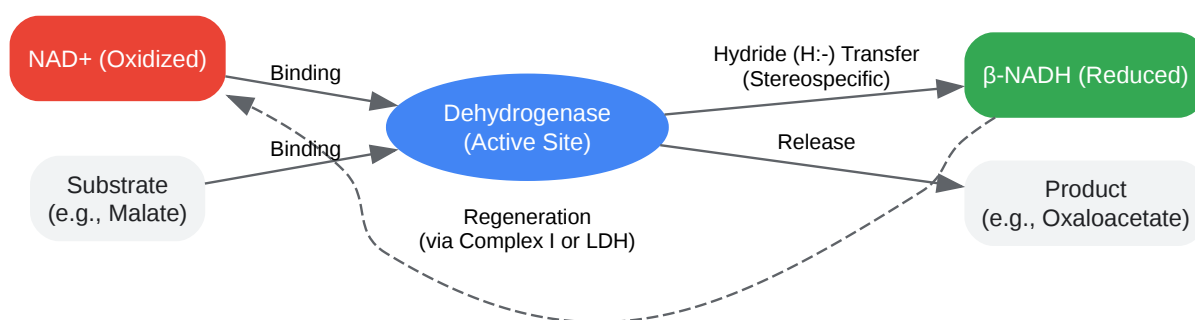 NAD+ (Oxidized)
Binding
Substrate
(e.g., Malate)
Binding
Dehydrogenase
(Active Site)
Hydride (H:-) Transfer
(Stereospecific)
β-NADH (Reduced)
Release
Product
(e.g., Oxaloacetate)
Regeneration
(via Complex I or LDH)